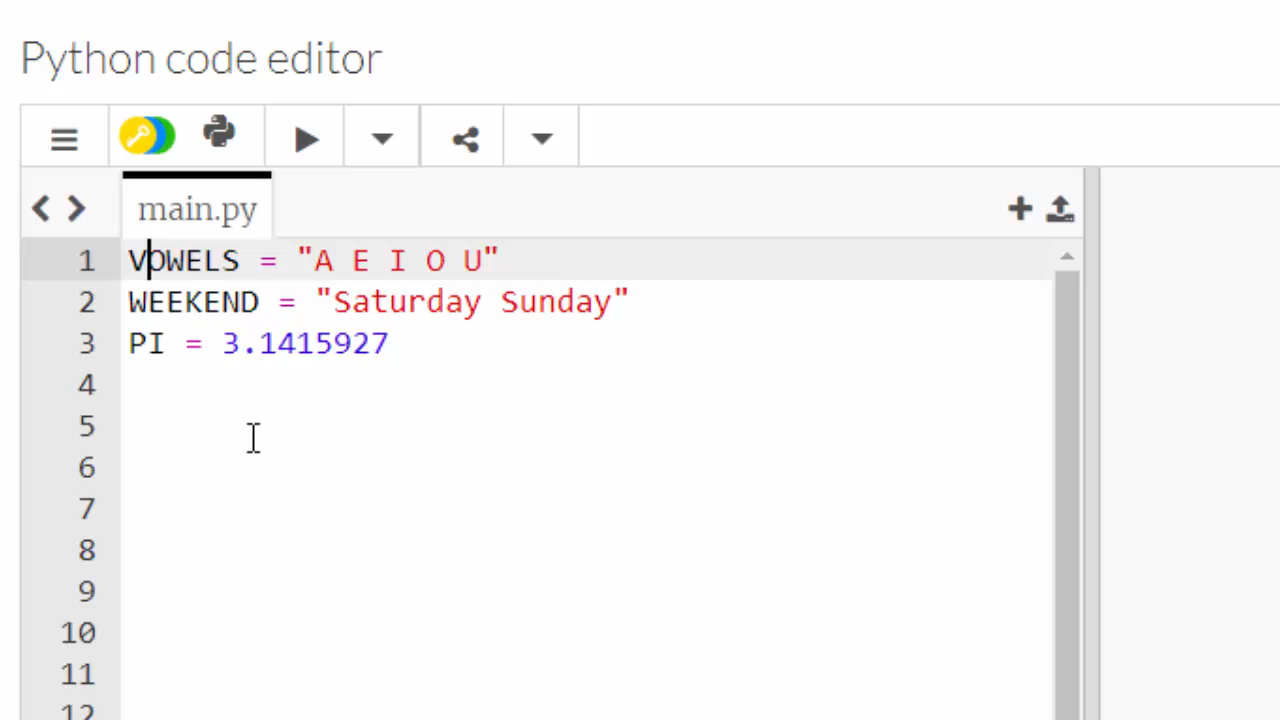 Python code editor
main.py
1 VOWELS = "A E I O U"
2 WEEKEND = "Saturday Sunday"
3 PI = 3.1415927
4
5
6
7
8
9
10
11
12